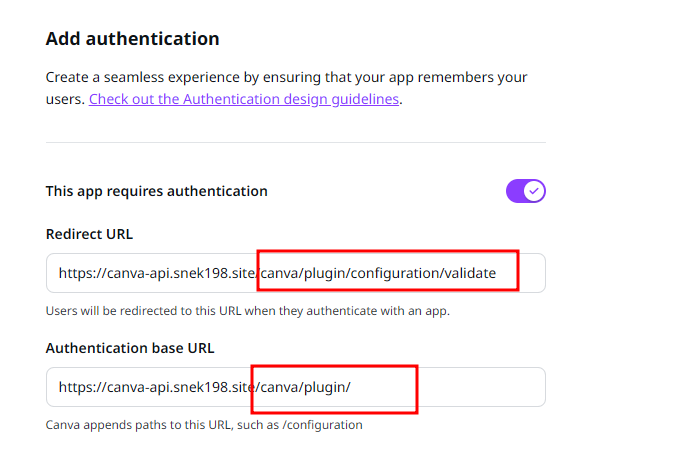 Add authentication
Create a seamless experience by ensuring that your app remembers your
users. Check out the Authentication design guidelines.
This app requires authentication
Redirect URL
https://canva-api.snek198.site/canva/plugin/configuration/validate
Users will be redirected to this URL when they authenticate with an app.
Authentication base URL
https://canva-api.snek198.site/canva/plugin/
Canva appends paths to this URL, such as /configuration